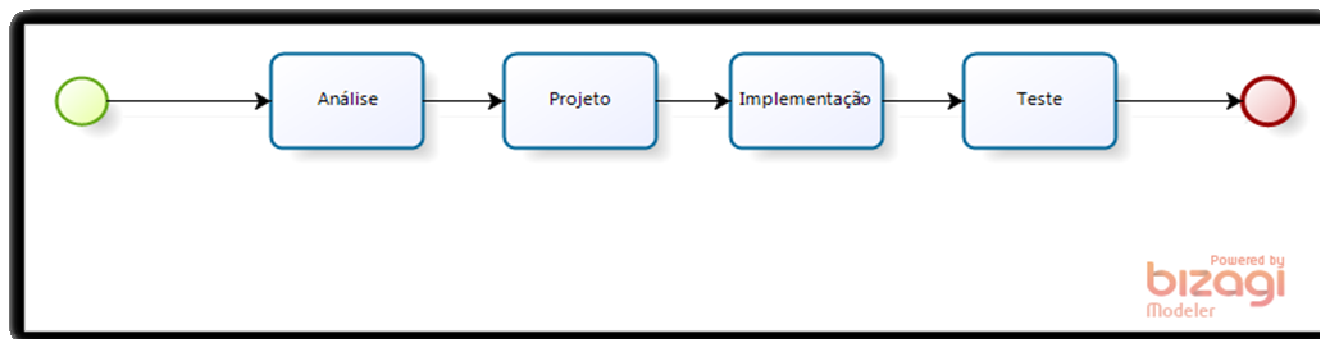 Análise
Projeto
Implementação
Teste
Powered by
bizagi
Modeler